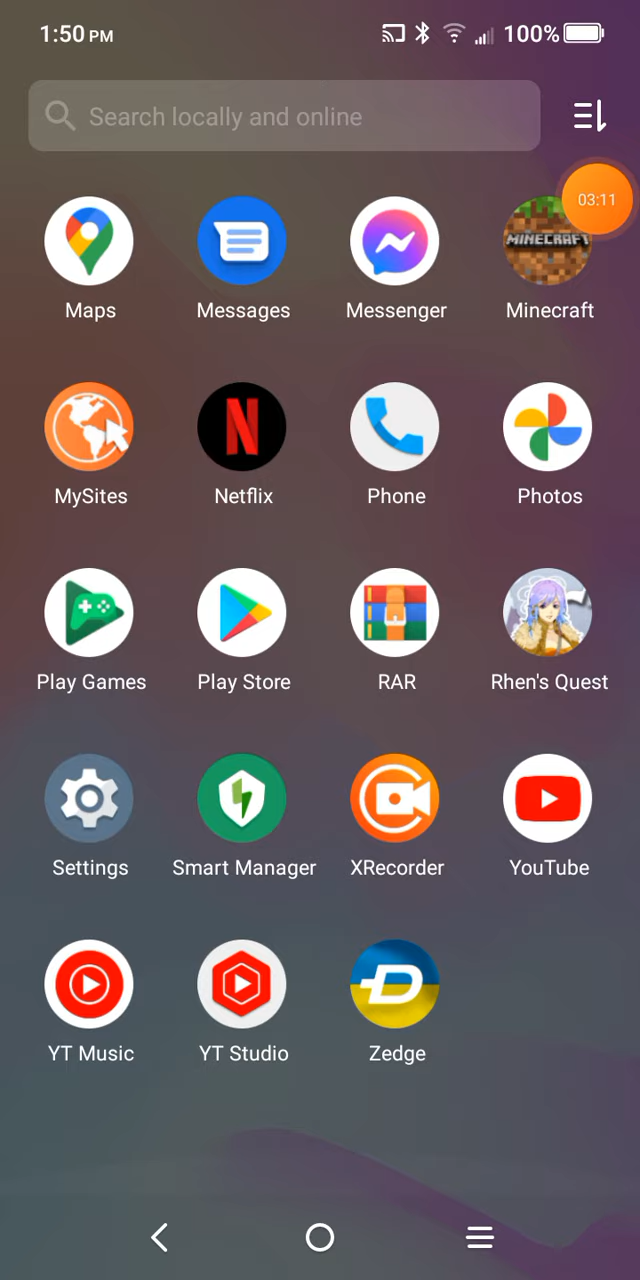 1:50 PM 100%
Search locally and online
03:11
MINECRAFT
Maps Messages Messenger Minecraft
MySites Netflix Phone Photos
Play Games Play Store RAR Rhen's Quest
Settings Smart Manager XRecorder YouTube
YT Music YT Studio Zedge